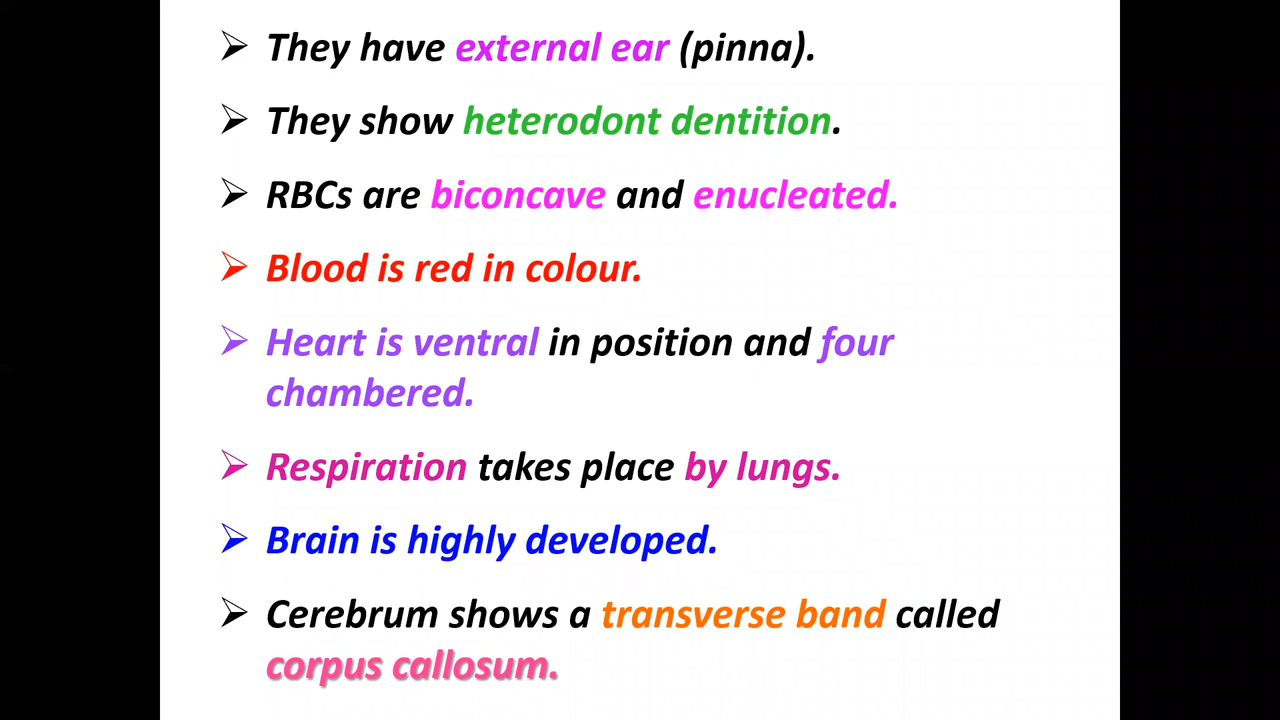 ➢ They have external ear (pinna).
➢ They show heterodont dentition.
➢ RBCs are biconcave and enucleated.
➢ Blood is red in colour.
➢ Heart is ventral in position and four
chambered.
➢ Respiration takes place by lungs.
➢ Brain is highly developed.
➢ Cerebrum shows a transverse band called
corpus callosum.